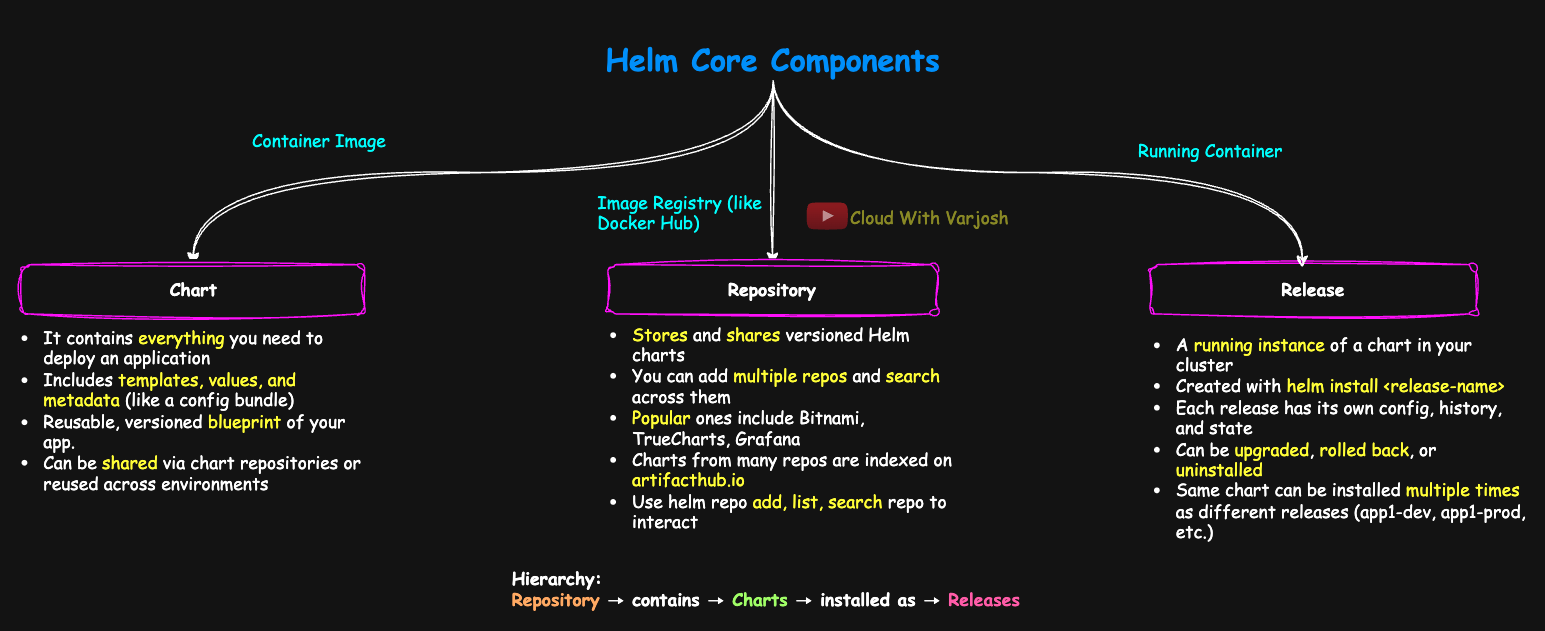 Helm Core Components
Container Image
Image Registry (like
Docker Hub)
Cloud With Varjosh
Running Container
Chart
It contains everything you need to
deploy an application
Includes templates, values, and
metadata (like a config bundle)
Reusable, versioned blueprint of your
app.
Can be shared via chart repositories or
reused across environments
Repository
Stores and shares versioned Helm
charts
You can add multiple repos and search
across them
Popular ones include Bitnami,
TrueCharts, Grafana
Charts from many repos are indexed on
artifacthub.io
Use helm repo add, list, search repo to
interact
Release
A running instance of a chart in your
cluster
Created with helm install <release-name>
Each release has its own config, history,
and state
Can be upgraded, rolled back, or
uninstalled
Same chart can be installed multiple times
as different releases (app1-dev, app1-prod,
etc.)
Hierarchy:
Repository → contains → Charts → installed as → Releases